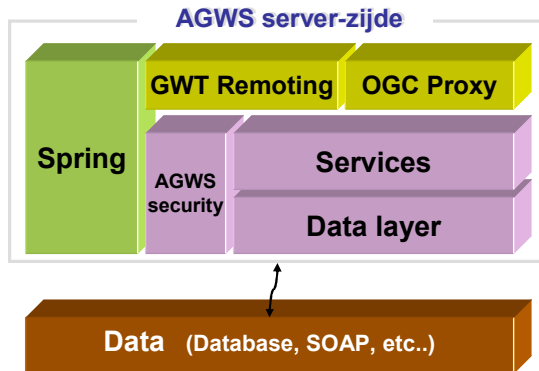 AGWS server-zijde
GWT Remoting
OGC Proxy
Spring
AGWS
security
Services
Data layer
Data (Database, SOAP, etc..)